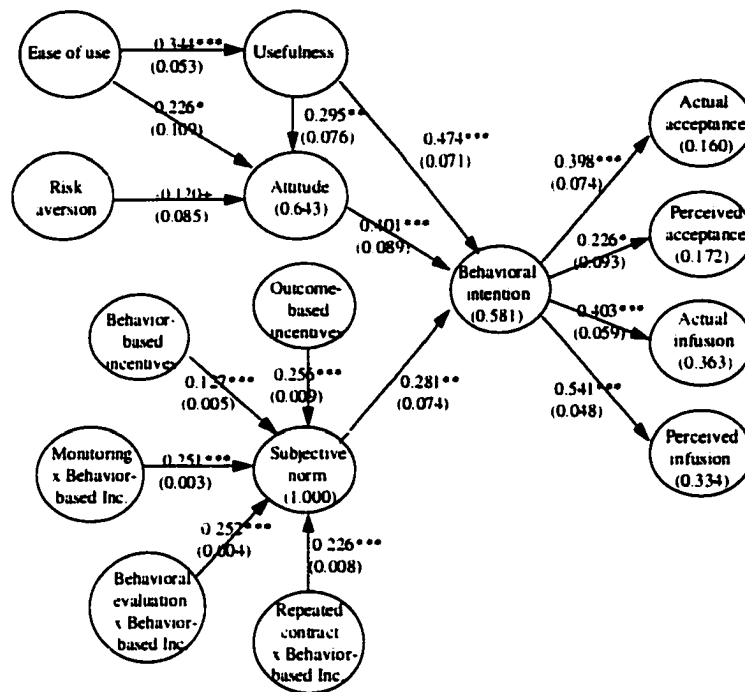 Ease of use
0.344***
(0.053)
Usefulness
0.226*
(0.109)
0.295**
(0.076)
0.474***
(0.071)
Actual
acceptance
(0.160)
Risk
aversion
(0.085)
Attitude
(0.643)
0.401***
(0.089)
0.398***
(0.074)
Perceived
acceptance
(0.172)
0.226*
(0.093)
Behavioral
intention
(0.581)
Outcome-
based
incentives
Behavior-
based
incentives
0.403***
(0.059)
Actual
infusion
(0.363)
0.127***
(0.005)
0.256***
(0.009)
0.281**
(0.074)
0.541***
(0.048)
Monitoring
x Behavior-
based Inc.
0.251***
(0.003)
Subjective
norm
(1.000)
Perceived
infusion
(0.334)
0.252***
(0.004)
0.226***
(0.008)
Behavioral
evaluation
x Behavior-
based Inc.
Repeated
contract
x Behavior-
based Inc.